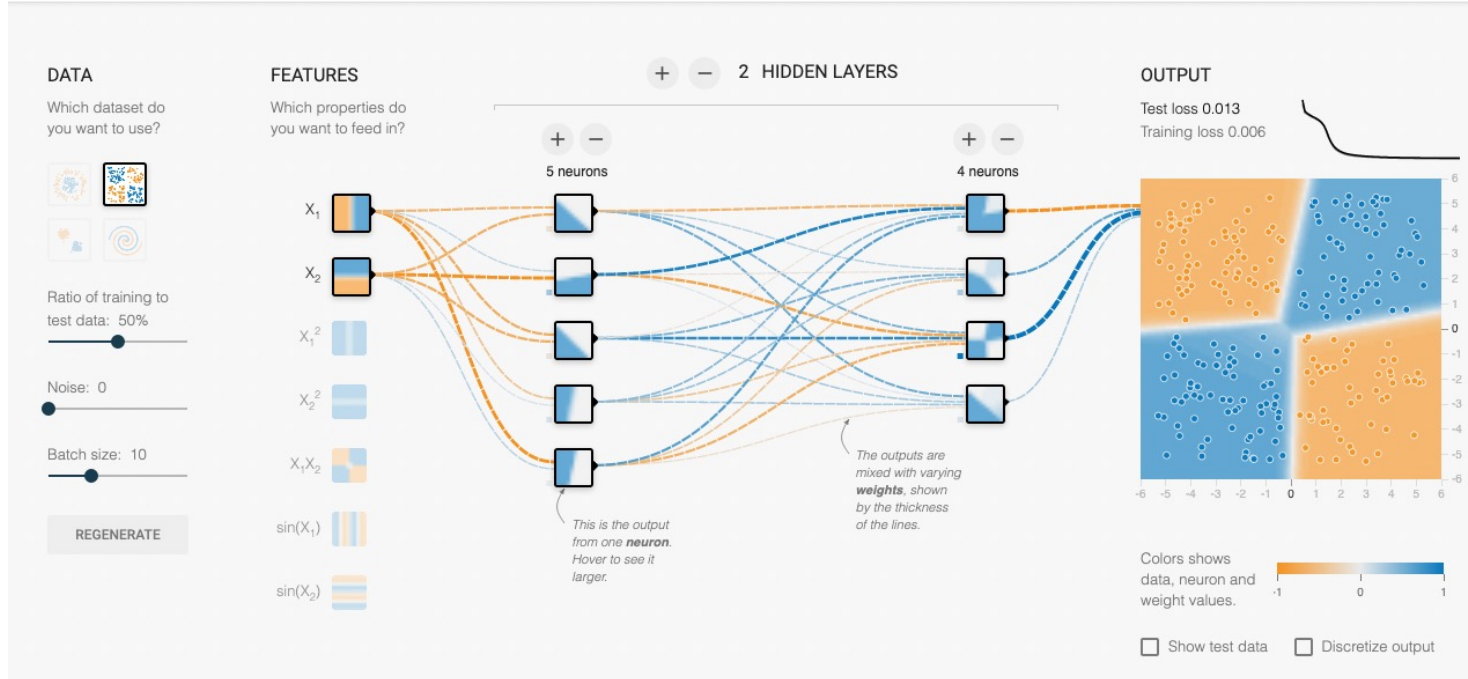 DATA
Which dataset do
you want to use?
Ratio of training to
test data: 50%
Noise: 0
Batch size: 10
REGENERATE
FEATURES
Which properties do
you want to feed in?
X₁
X₂
X₁²
X₂²
X₁X₂
sin(X₁)
sin(X₂)
+ − 2 HIDDEN LAYERS
+ −
5 neurons
+ −
4 neurons
This is the output
from one neuron.
Hover to see it
larger.
The outputs are
mixed with varying
weights, shown
by the thickness
of the lines.
OUTPUT
Test loss 0.013
Training loss 0.006
6
5
4
3
2
1
0
-1
-2
-3
-4
-5
-6
-6 -5 -4 -3 -2 -1 0 1 2 3 4 5 6
Colors shows
data, neuron and
weight values.
-1 0 1
Show test data Discretize output